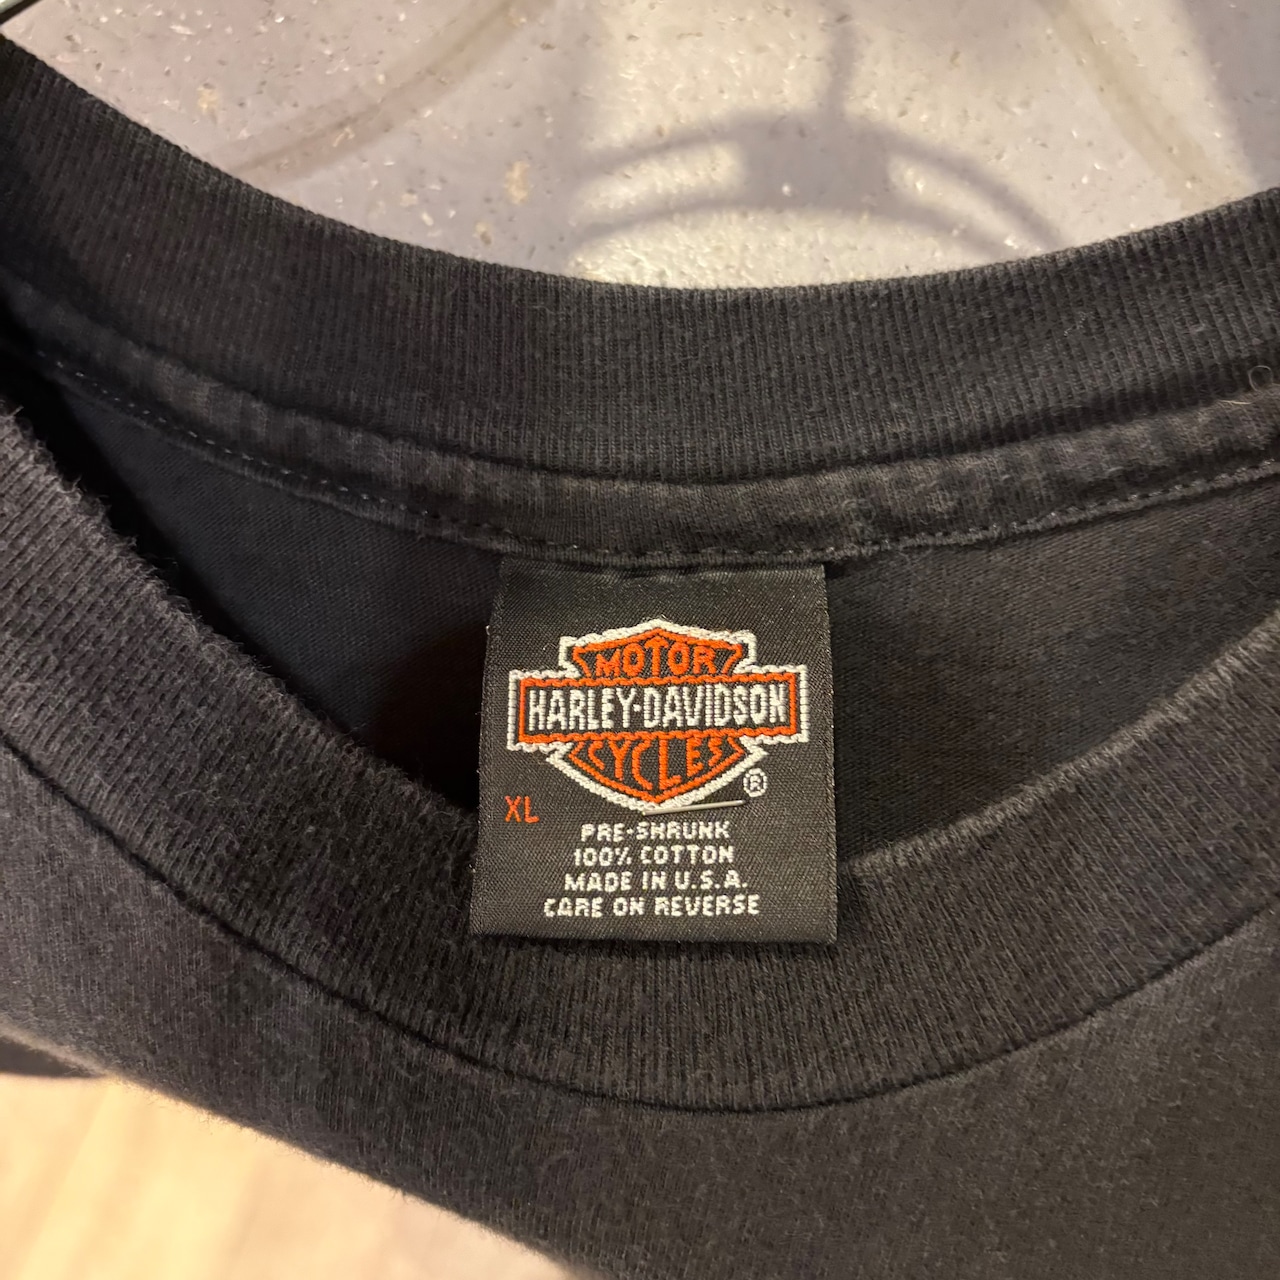 MOTOR
HARLEY-DAVIDSON
CYCLES
®
XL
PRE-SHRUNK
100% COTTON
MADE IN U.S.A.
CARE ON REVERSE